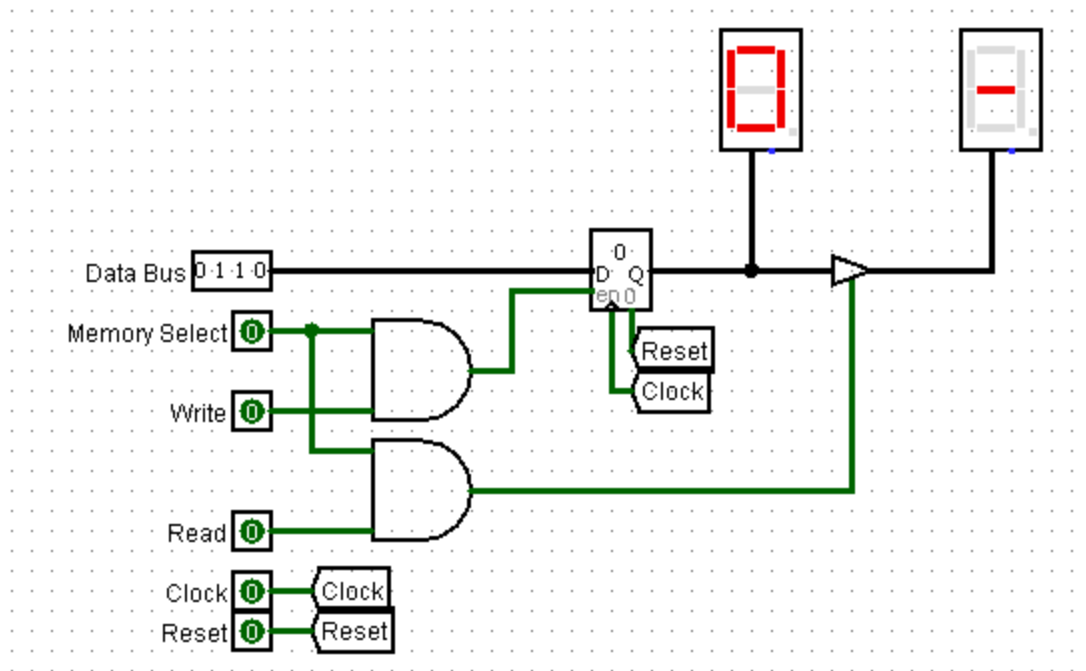 0
-
0
Data Bus 0 1 1 0
D Q
en 0
Memory Select 0
Reset
Clock
Write 0
Read 0
Clock 0 Clock
Reset 0 Reset